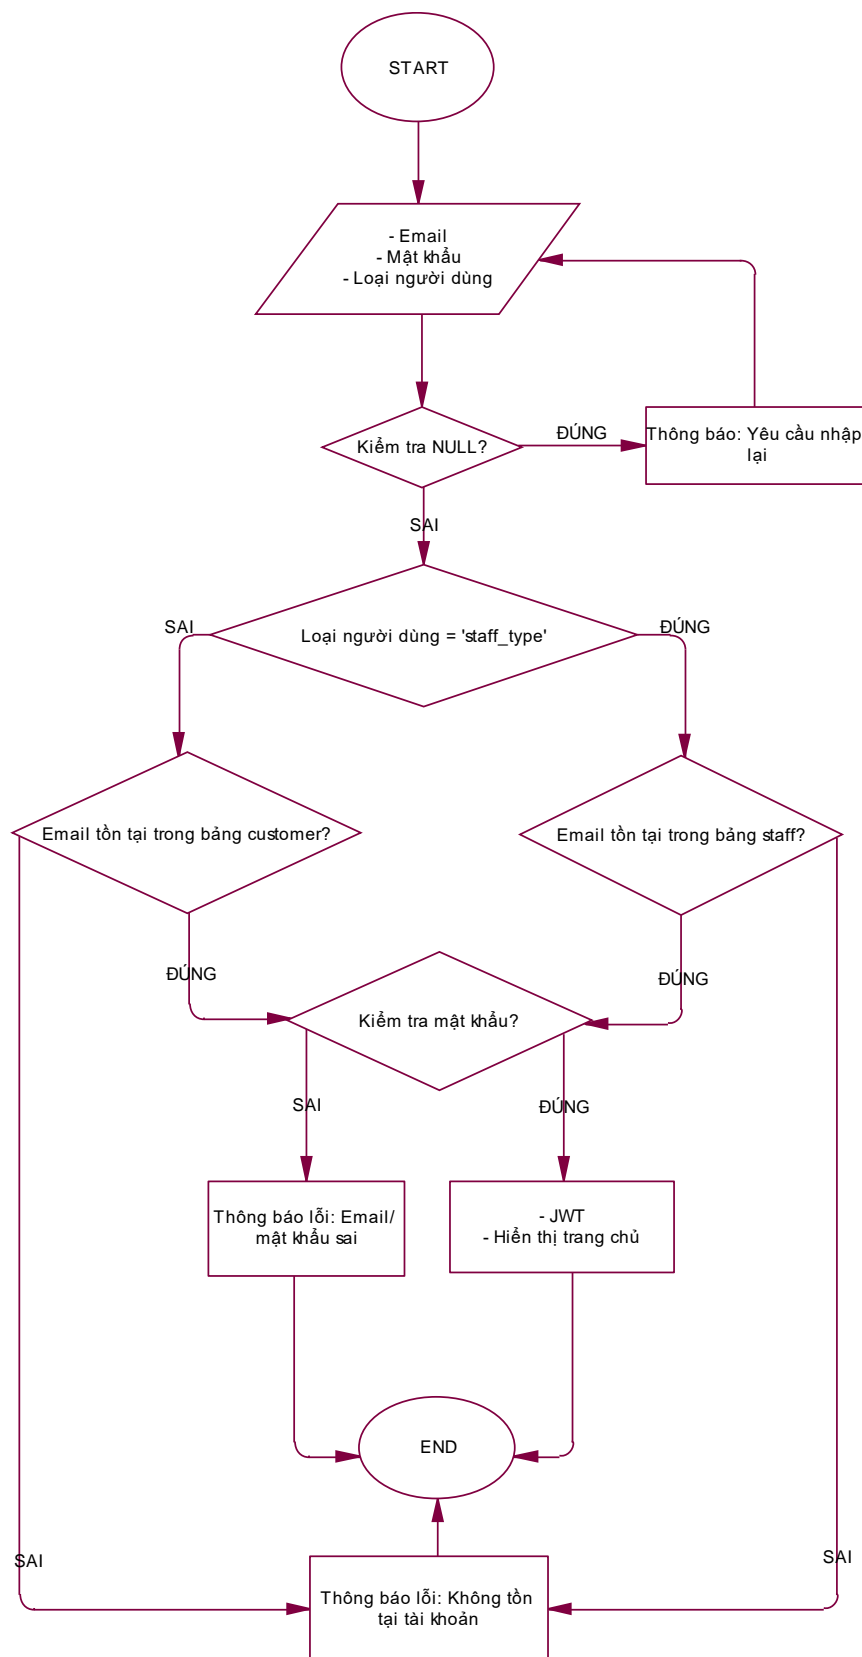 START
- Email
- Mật khẩu
- Loại người dùng
Kiểm tra NULL?
ĐÚNG
Thông báo: Yêu cầu nhập
lại
SAI
SAI
Loại người dùng = 'staff_type'
ĐÚNG
Email tồn tại trong bảng customer?
Email tồn tại trong bảng staff?
ĐÚNG
ĐÚNG
Kiểm tra mật khẩu?
SAI
ĐÚNG
Thông báo lỗi: Email/
mật khẩu sai
- JWT
- Hiển thị trang chủ
END
SAI
SAI
Thông báo lỗi: Không tồn
tại tài khoản